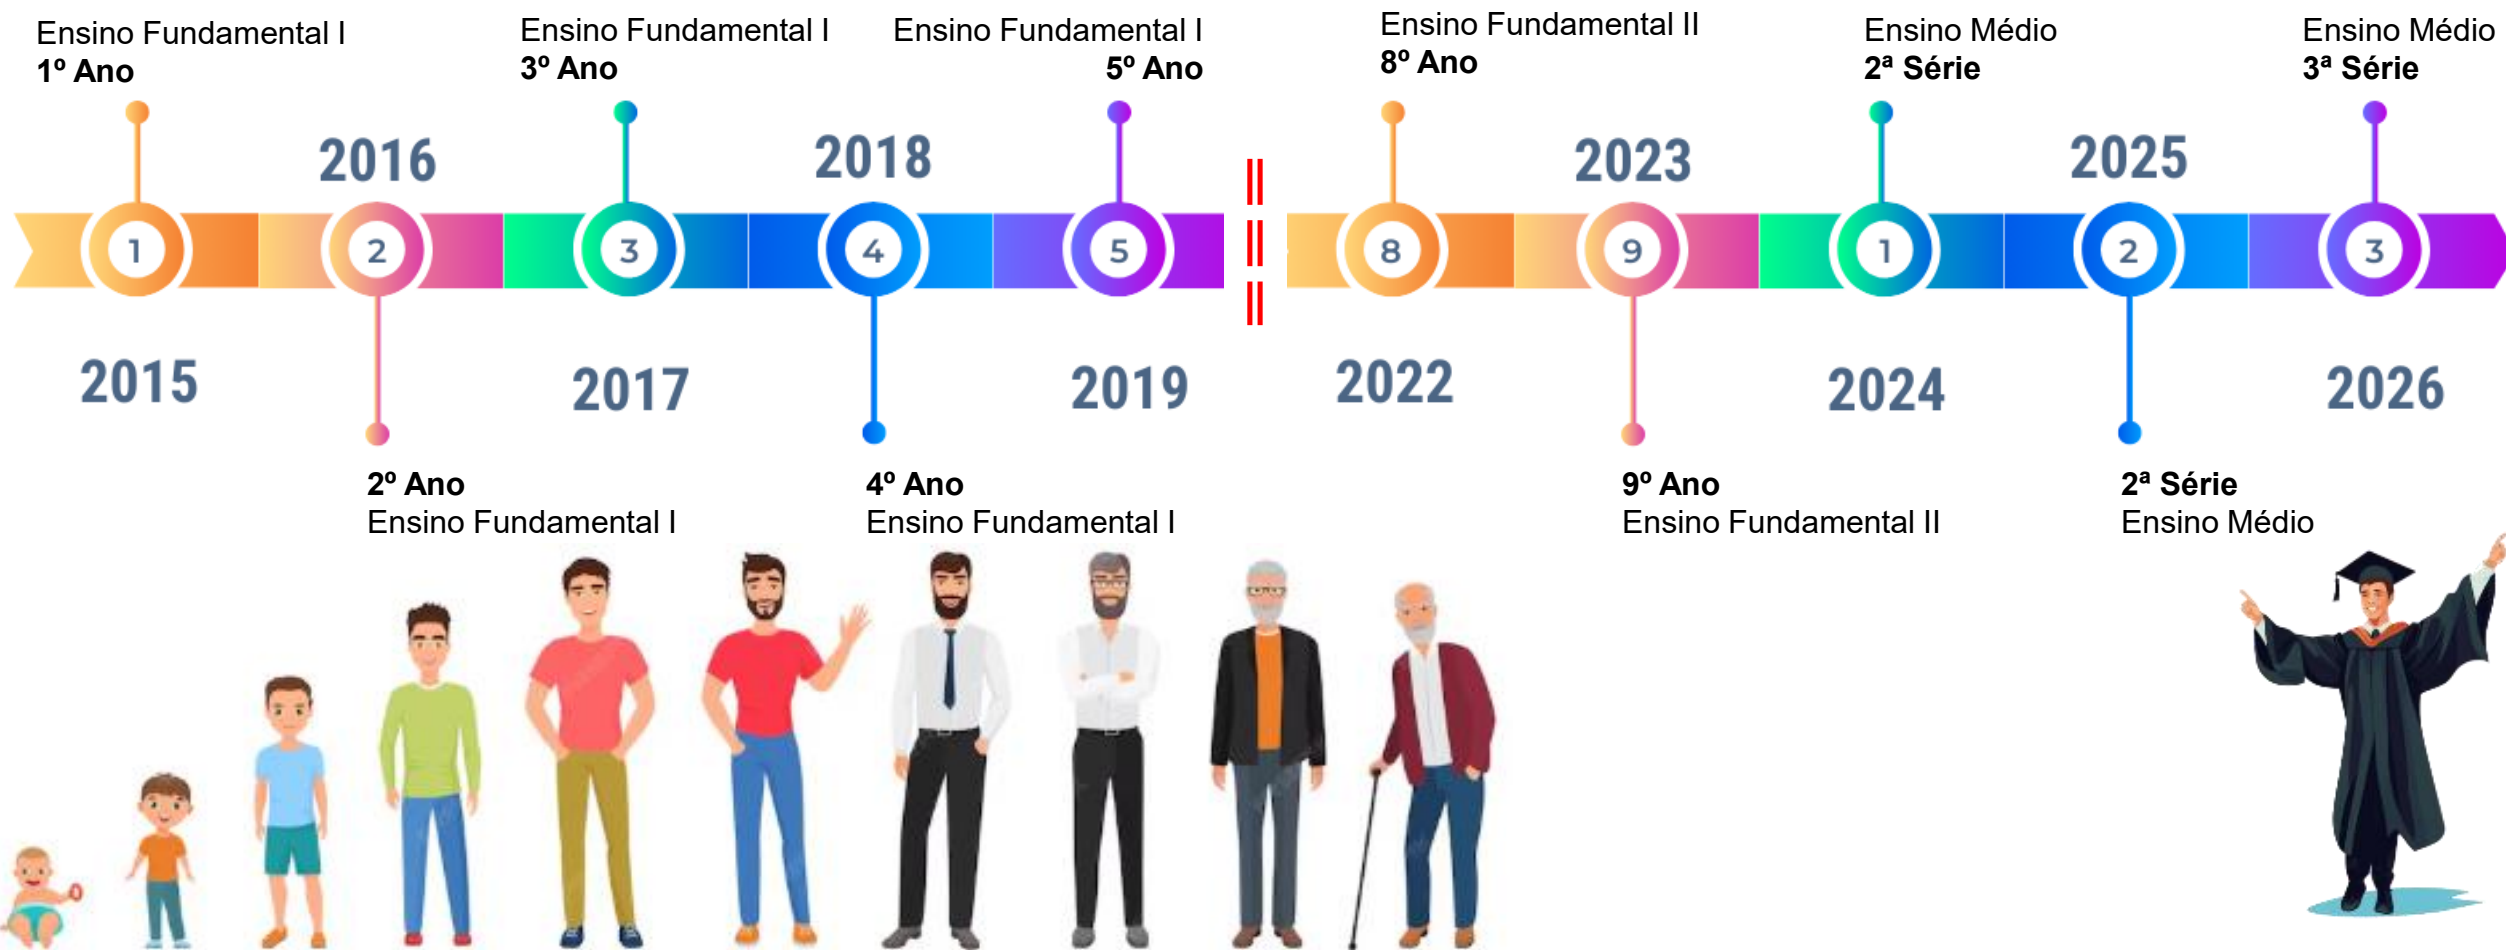 Ensino Fundamental I
1º Ano
Ensino Fundamental I
3º Ano
Ensino Fundamental I
5º Ano
Ensino Fundamental II
8º Ano
Ensino Médio
2ª Série
Ensino Médio
3ª Série
2016
2018
2023
2025
1
2
3
4
5
8
9
1
2
3
2015
2017
2019
2022
2024
2026
2º Ano
Ensino Fundamental I
4º Ano
Ensino Fundamental I
9º Ano
Ensino Fundamental II
2ª Série
Ensino Médio